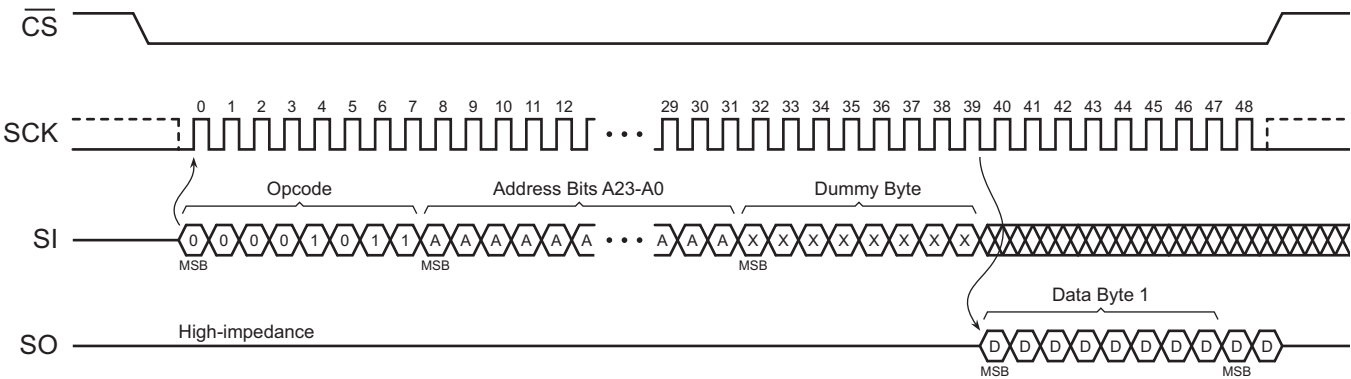 CS
0 1 2 3 4 5 6 7 8 9 10 11 12 29 30 31 32 33 34 35 36 37 38 39 40 41 42 43 44 45 46 47 48
SCK • • •
Opcode Address Bits A23-A0 Dummy Byte
SI 0 0 0 0 1 0 1 1 A A A A A A • • • A A A X X X X X X X X
MSB MSB MSB
Data Byte 1
High-impedance
SO D D D D D D D D D D
MSB MSB